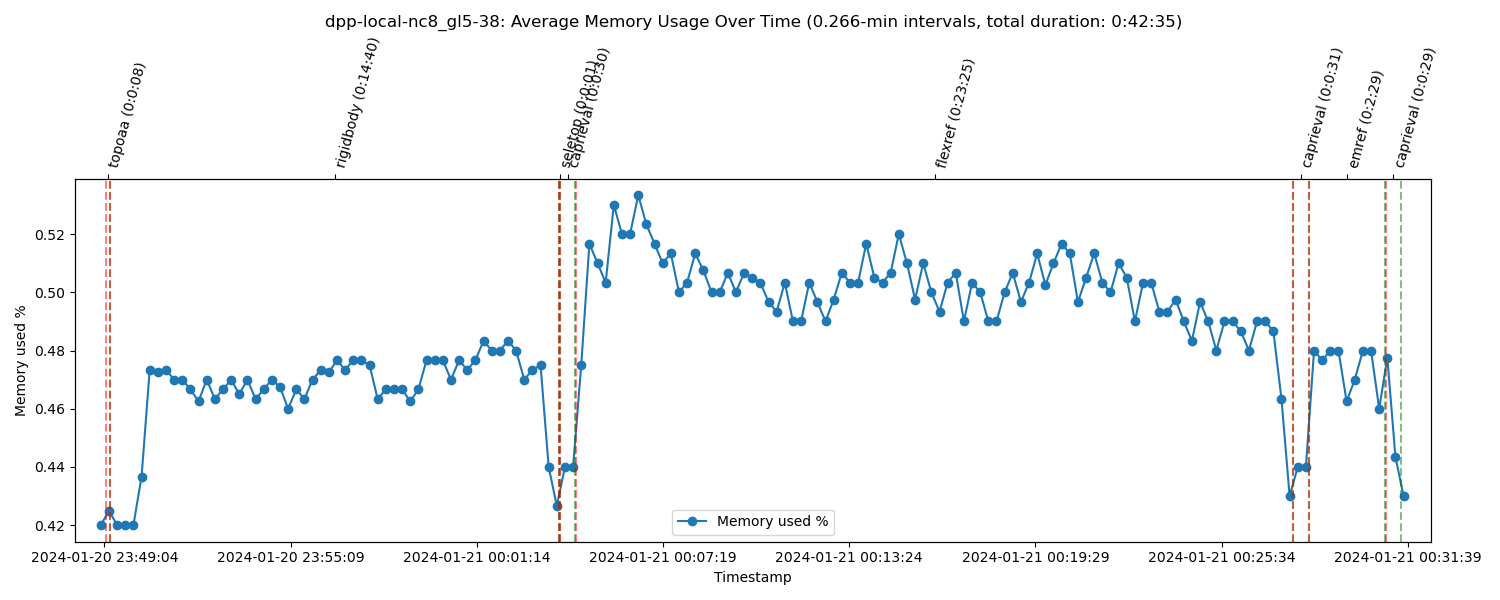 dpp-local-nc8_gl5-38: Average Memory Usage Over Time (0.266-min intervals, total duration: 0:42:35)
topoaa (0:0:08)
rigidbody (0:14:40)
seletop (0:0:01)
caprieval (0:0:30)
flexref (0:23:25)
caprieval (0:0:31)
emref (0:2:29)
caprieval (0:0:29)
Memory used %
0.52
0.50
0.48
0.46
0.44
0.42
Memory used %
2024-01-20 23:49:04
2024-01-20 23:55:09
2024-01-21 00:01:14
2024-01-21 00:07:19
2024-01-21 00:13:24
2024-01-21 00:19:29
2024-01-21 00:25:34
2024-01-21 00:31:39
Timestamp